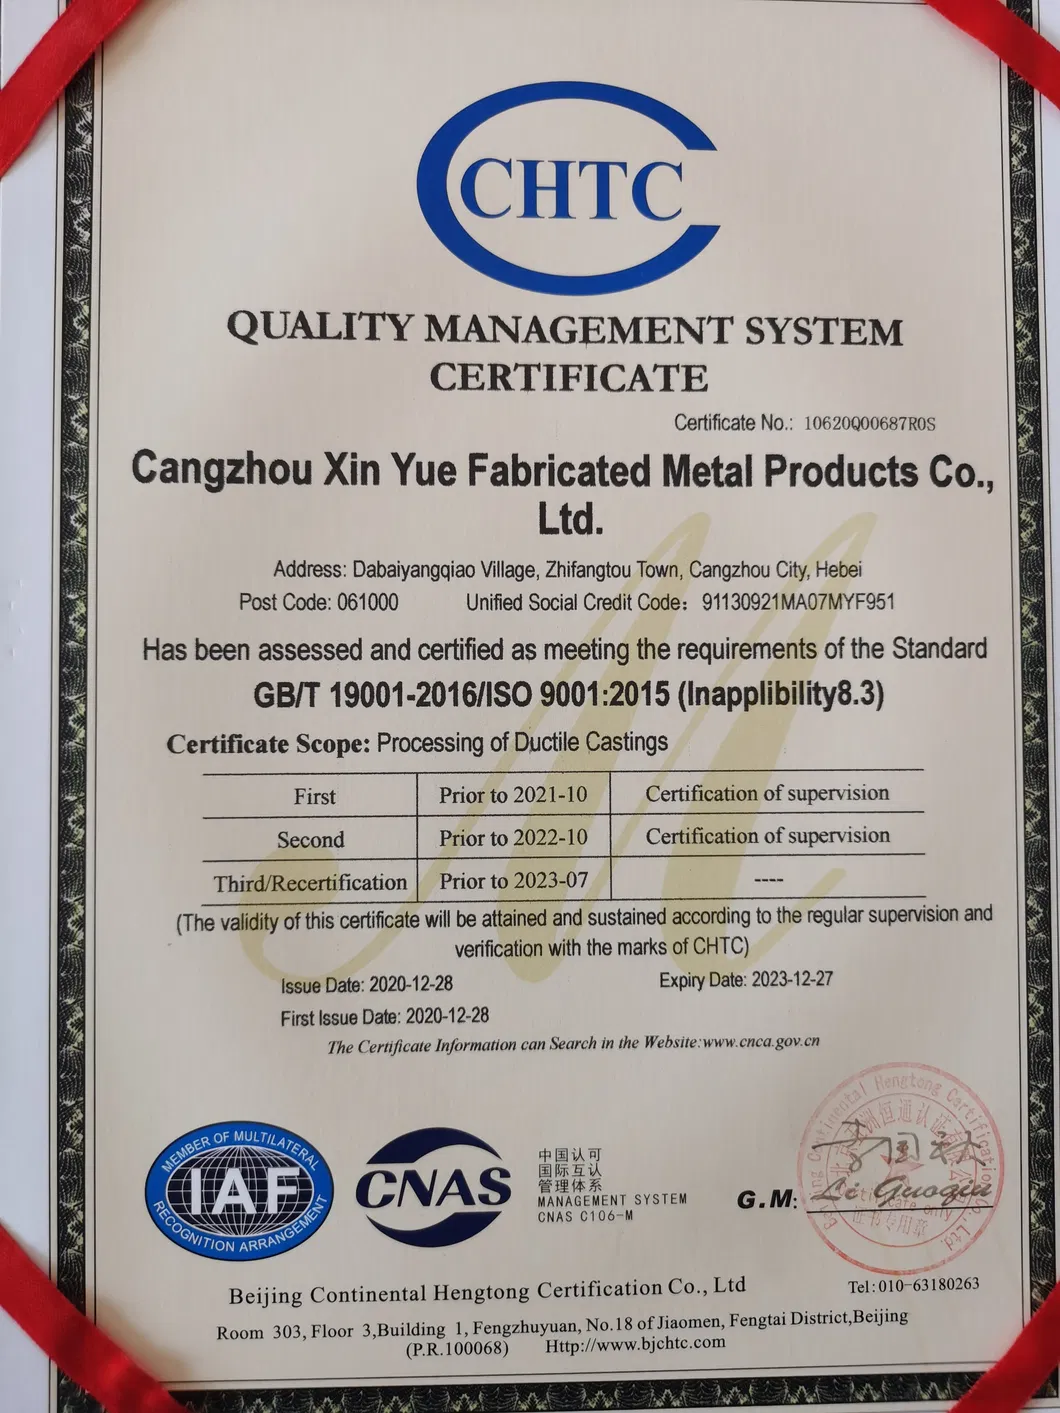 CHTC
QUALITY MANAGEMENT SYSTEM
CERTIFICATE
Certificate No.: 10620Q00687R0S
Cangzhou Xin Yue Fabricated Metal Products Co.,
Ltd.
Address: Dabaiyangqiao Village, Zhifangtou Town, Cangzhou City, Hebei
Post Code: 061000 Unified Social Credit Code: 91130921MA07MYF951
Has been assessed and certified as meeting the requirements of the Standard
GB/T 19001-2016/ISO 9001:2015 (Inapplibility8.3)
Certificate Scope: Processing of Ductile Castings
First Prior to 2021-10 Certification of supervision
Second Prior to 2022-10 Certification of supervision
Third/Recertification Prior to 2023-07 ----
(The validity of this certificate will be attained and sustained according to the regular supervision and
verification with the marks of CHTC)
Issue Date: 2020-12-28 Expiry Date: 2023-12-27
First Issue Date: 2020-12-28
The Certificate Information can Search in the Website:www.cnca.gov.cn
MEMBER OF MULTILATERAL
IAF
RECOGNITION ARRANGEMENT
CNAS
中国认可
国际互认
管理体系
MANAGEMENT SYSTEM
CNAS C106-M
G.M: Li Guoqiu
证书专用章
Beijing Continental Hengtong Certification Co., Ltd
Tel:010-63180263
Room 303, Floor 3,Building 1, Fengzhuyuan, No.18 of Jiaomen, Fengtai District,Beijing
(P.R.100068) Http://www.bjchtc.com